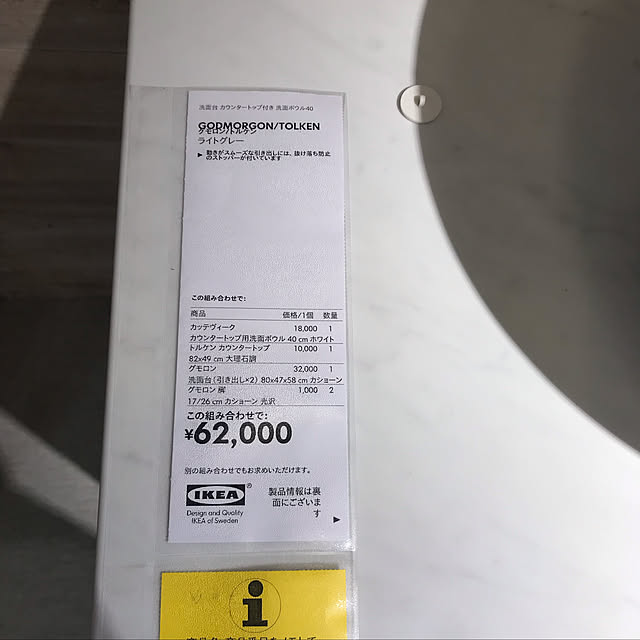 洗面台 カウンタートップ付き 洗面ボウル40
GODMORGON/TOLKEN
グモロン/トルケン
ライトグレー
▶ 動きがスムーズな引き出しには、抜け落ち防止
のストッパーが付いています
この組み合わせで:
商品 価格/1個 数量
カッテヴィーク 18,000 1
カウンタートップ用洗面ボウル 40 cm ホワイト
トルケン カウンタートップ 10,000 1
82x49 cm 大理石調
グモロン 32,000 1
洗面台（引き出し×2） 80x47x58 cm カショーン
グモロン 脚 1,000 2
17/26 cm カショーン 光沢
この組み合わせで:
¥62,000
別の組み合わせでもお求めいただけます。
IKEA®
Design and Quality
IKEA of Sweden
製品情報は裏
面にございま
す
▶
i